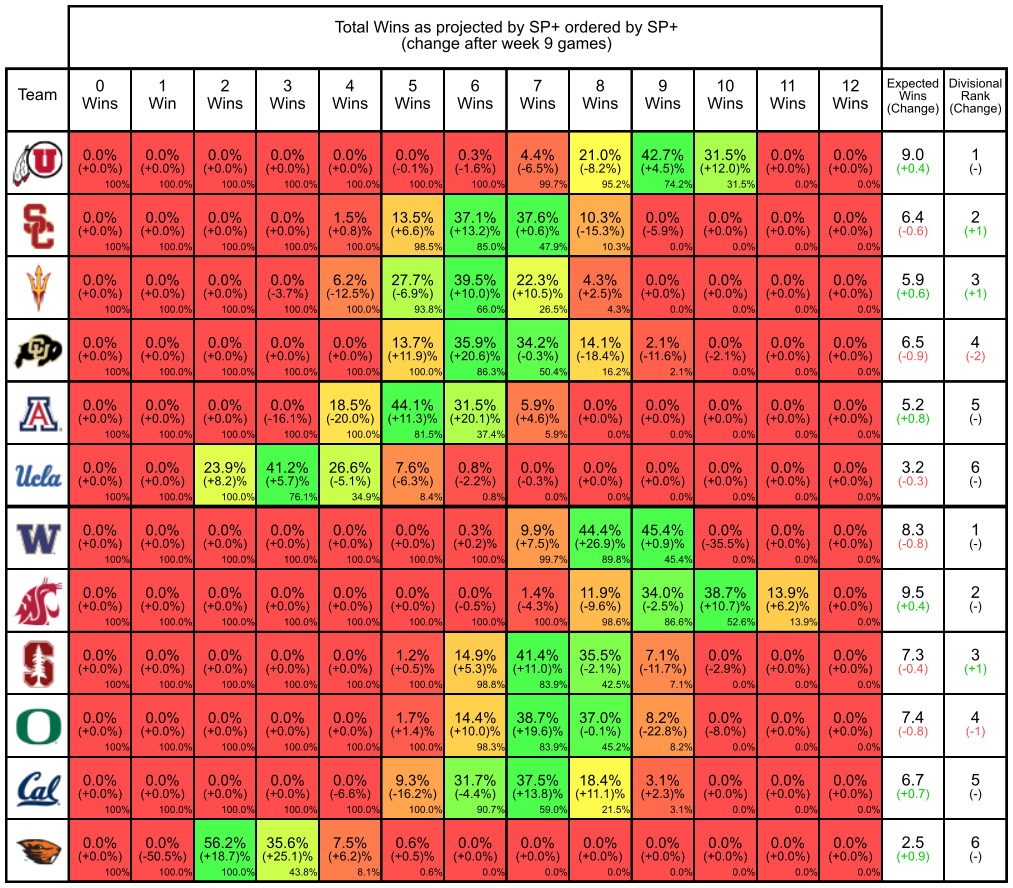 Total Wins as projected by SP+ ordered by SP+
(change after week 9 games)
Team 0 Wins 1 Win 2 Wins 3 Wins 4 Wins 5 Wins 6 Wins 7 Wins 8 Wins 9 Wins 10 Wins 11 Wins 12 Wins Expected Wins (Change) Divisional Rank (Change)
U
0.0% 0.0% 0.0% 0.0% 0.0% 0.0% 0.3% 4.4% 21.0% 42.7% 31.5% 0.0% 0.0% 9.0 1
(+0.0%) (+0.0%) (+0.0%) (+0.0%) (+0.0%) (-0.1%) (-1.6%) (-6.5%) (-8.2%) (+4.5)% (+12.0)% (+0.0%) (+0.0%) (+0.4) (-)
100% 100.0% 100.0% 100.0% 100.0% 100.0% 100.0% 99.7% 95.2% 74.2% 31.5% 0.0% 0.0%
SC
0.0% 0.0% 0.0% 0.0% 1.5% 13.5% 37.1% 37.6% 10.3% 0.0% 0.0% 0.0% 0.0% 6.4 2
(+0.0%) (+0.0%) (+0.0%) (+0.0%) (+0.8)% (+6.6)% (+13.2)% (+0.6)% (-15.3%) (-5.9%) (+0.0%) (+0.0%) (+0.0%) (-0.6) (+1)
100% 100.0% 100.0% 100.0% 100.0% 98.5% 85.0% 47.9% 10.3% 0.0% 0.0% 0.0% 0.0%
0.0% 0.0% 0.0% 0.0% 6.2% 27.7% 39.5% 22.3% 4.3% 0.0% 0.0% 0.0% 0.0% 5.9 3
(+0.0%) (+0.0%) (+0.0%) (-3.7%) (-12.5%) (-6.9%) (+10.0)% (+10.5)% (+2.5)% (+0.0%) (+0.0%) (+0.0%) (+0.0%) (+0.6) (+1)
100% 100.0% 100.0% 100.0% 100.0% 93.8% 66.0% 26.5% 4.3% 0.0% 0.0% 0.0% 0.0%
CU
0.0% 0.0% 0.0% 0.0% 0.0% 13.7% 35.9% 34.2% 14.1% 2.1% 0.0% 0.0% 0.0% 6.5 4
(+0.0%) (+0.0%) (+0.0%) (+0.0%) (+0.0%) (+11.9)% (+20.6)% (-0.3%) (-18.4%) (-11.6%) (-2.1%) (+0.0%) (+0.0%) (-0.9) (-2)
100% 100.0% 100.0% 100.0% 100.0% 100.0% 86.3% 50.4% 16.2% 2.1% 0.0% 0.0% 0.0%
A
0.0% 0.0% 0.0% 0.0% 18.5% 44.1% 31.5% 5.9% 0.0% 0.0% 0.0% 0.0% 0.0% 5.2 5
(+0.0%) (+0.0%) (+0.0%) (-16.1%) (-20.0%) (+11.3)% (+20.1)% (+4.6)% (+0.0%) (+0.0%) (+0.0%) (+0.0%) (+0.0%) (+0.8) (-)
100% 100.0% 100.0% 100.0% 100.0% 81.5% 37.4% 5.9% 0.0% 0.0% 0.0% 0.0% 0.0%
Ucla
0.0% 0.0% 23.9% 41.2% 26.6% 7.6% 0.8% 0.0% 0.0% 0.0% 0.0% 0.0% 0.0% 3.2 6
(+0.0%) (+0.0%) (+8.2)% (+5.7)% (-5.1%) (-6.3%) (-2.2%) (-0.3%) (+0.0%) (+0.0%) (+0.0%) (+0.0%) (+0.0%) (-0.3) (-)
100% 100.0% 100.0% 76.1% 34.9% 8.4% 0.8% 0.0% 0.0% 0.0% 0.0% 0.0% 0.0%
W
0.0% 0.0% 0.0% 0.0% 0.0% 0.0% 0.3% 9.9% 44.4% 45.4% 0.0% 0.0% 0.0% 8.3 1
(+0.0%) (+0.0%) (+0.0%) (+0.0%) (+0.0%) (+0.0%) (+0.2)% (+7.5)% (+26.9)% (+0.9)% (-35.5%) (+0.0%) (+0.0%) (-0.8) (-)
100% 100.0% 100.0% 100.0% 100.0% 100.0% 100.0% 99.7% 89.8% 45.4% 0.0% 0.0% 0.0%
0.0% 0.0% 0.0% 0.0% 0.0% 0.0% 0.0% 1.4% 11.9% 34.0% 38.7% 13.9% 0.0% 9.5 2
(+0.0%) (+0.0%) (+0.0%) (+0.0%) (+0.0%) (+0.0%) (-0.5%) (-4.3%) (-9.6%) (-2.5%) (+10.7)% (+6.2)% (+0.0%) (+0.4) (-)
100% 100.0% 100.0% 100.0% 100.0% 100.0% 100.0% 100.0% 98.6% 86.6% 52.6% 13.9% 0.0%
S
0.0% 0.0% 0.0% 0.0% 0.0% 1.2% 14.9% 41.4% 35.5% 7.1% 0.0% 0.0% 0.0% 7.3 3
(+0.0%) (+0.0%) (+0.0%) (+0.0%) (+0.0%) (+0.5)% (+5.3)% (+11.0)% (-2.1%) (-11.7%) (-2.9%) (+0.0%) (+0.0%) (-0.4) (+1)
100% 100.0% 100.0% 100.0% 100.0% 100.0% 98.8% 83.9% 42.5% 7.1% 0.0% 0.0% 0.0%
O
0.0% 0.0% 0.0% 0.0% 0.0% 1.7% 14.4% 38.7% 37.0% 8.2% 0.0% 0.0% 0.0% 7.4 4
(+0.0%) (+0.0%) (+0.0%) (+0.0%) (+0.0%) (+1.4)% (+10.0)% (+19.6)% (-0.1%) (-22.8%) (-8.0%) (+0.0%) (+0.0%) (-0.8) (-1)
100% 100.0% 100.0% 100.0% 100.0% 100.0% 98.3% 83.9% 45.2% 8.2% 0.0% 0.0% 0.0%
Cal
0.0% 0.0% 0.0% 0.0% 0.0% 9.3% 31.7% 37.5% 18.4% 3.1% 0.0% 0.0% 0.0% 6.7 5
(+0.0%) (+0.0%) (+0.0%) (+0.0%) (-6.6%) (-16.2%) (-4.4%) (+13.8)% (+11.1)% (+2.3)% (+0.0%) (+0.0%) (+0.0%) (+0.7) (-)
100% 100.0% 100.0% 100.0% 100.0% 100.0% 90.7% 59.0% 21.5% 3.1% 0.0% 0.0% 0.0%
0.0% 0.0% 56.2% 35.6% 7.5% 0.6% 0.0% 0.0% 0.0% 0.0% 0.0% 0.0% 0.0% 2.5 6
(+0.0%) (-50.5%) (+18.7)% (+25.1)% (+6.2)% (+0.5)% (+0.0%) (+0.0%) (+0.0%) (+0.0%) (+0.0%) (+0.0%) (+0.0%) (+0.9) (-)
100% 100.0% 100.0% 43.8% 8.1% 0.6% 0.0% 0.0% 0.0% 0.0% 0.0% 0.0% 0.0%